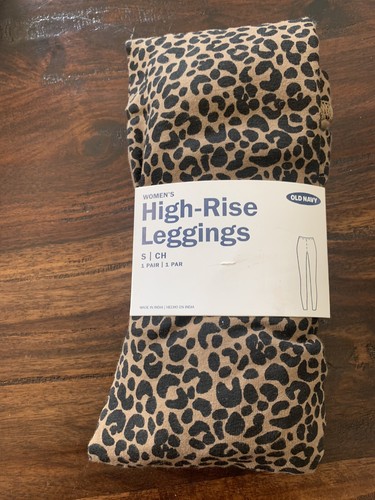 WOMEN'S
OLD NAVY
High-Rise
Leggings
S | CH
1 PAIR | 1 PAR
MADE IN INDIA / HECHO EN INDIA